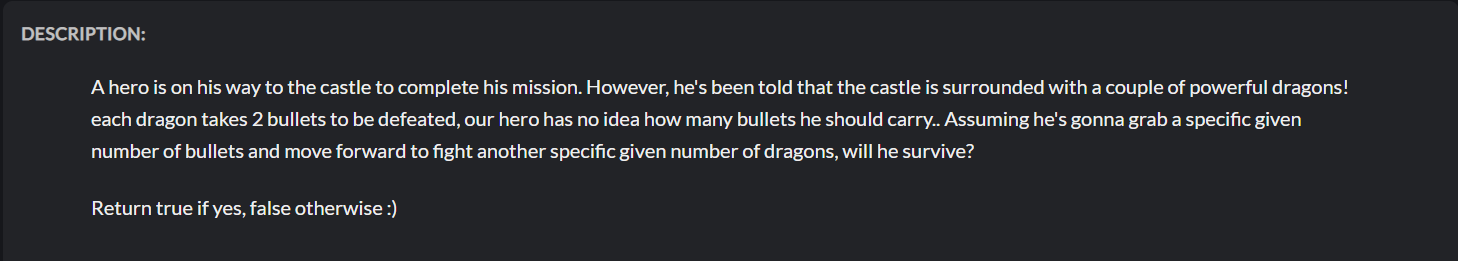 DESCRIPTION:
A hero is on his way to the castle to complete his mission. However, he's been told that the castle is surrounded with a couple of powerful dragons!
each dragon takes 2 bullets to be defeated, our hero has no idea how many bullets he should carry.. Assuming he's gonna grab a specific given
number of bullets and move forward to fight another specific given number of dragons, will he survive?
Return true if yes, false otherwise :)